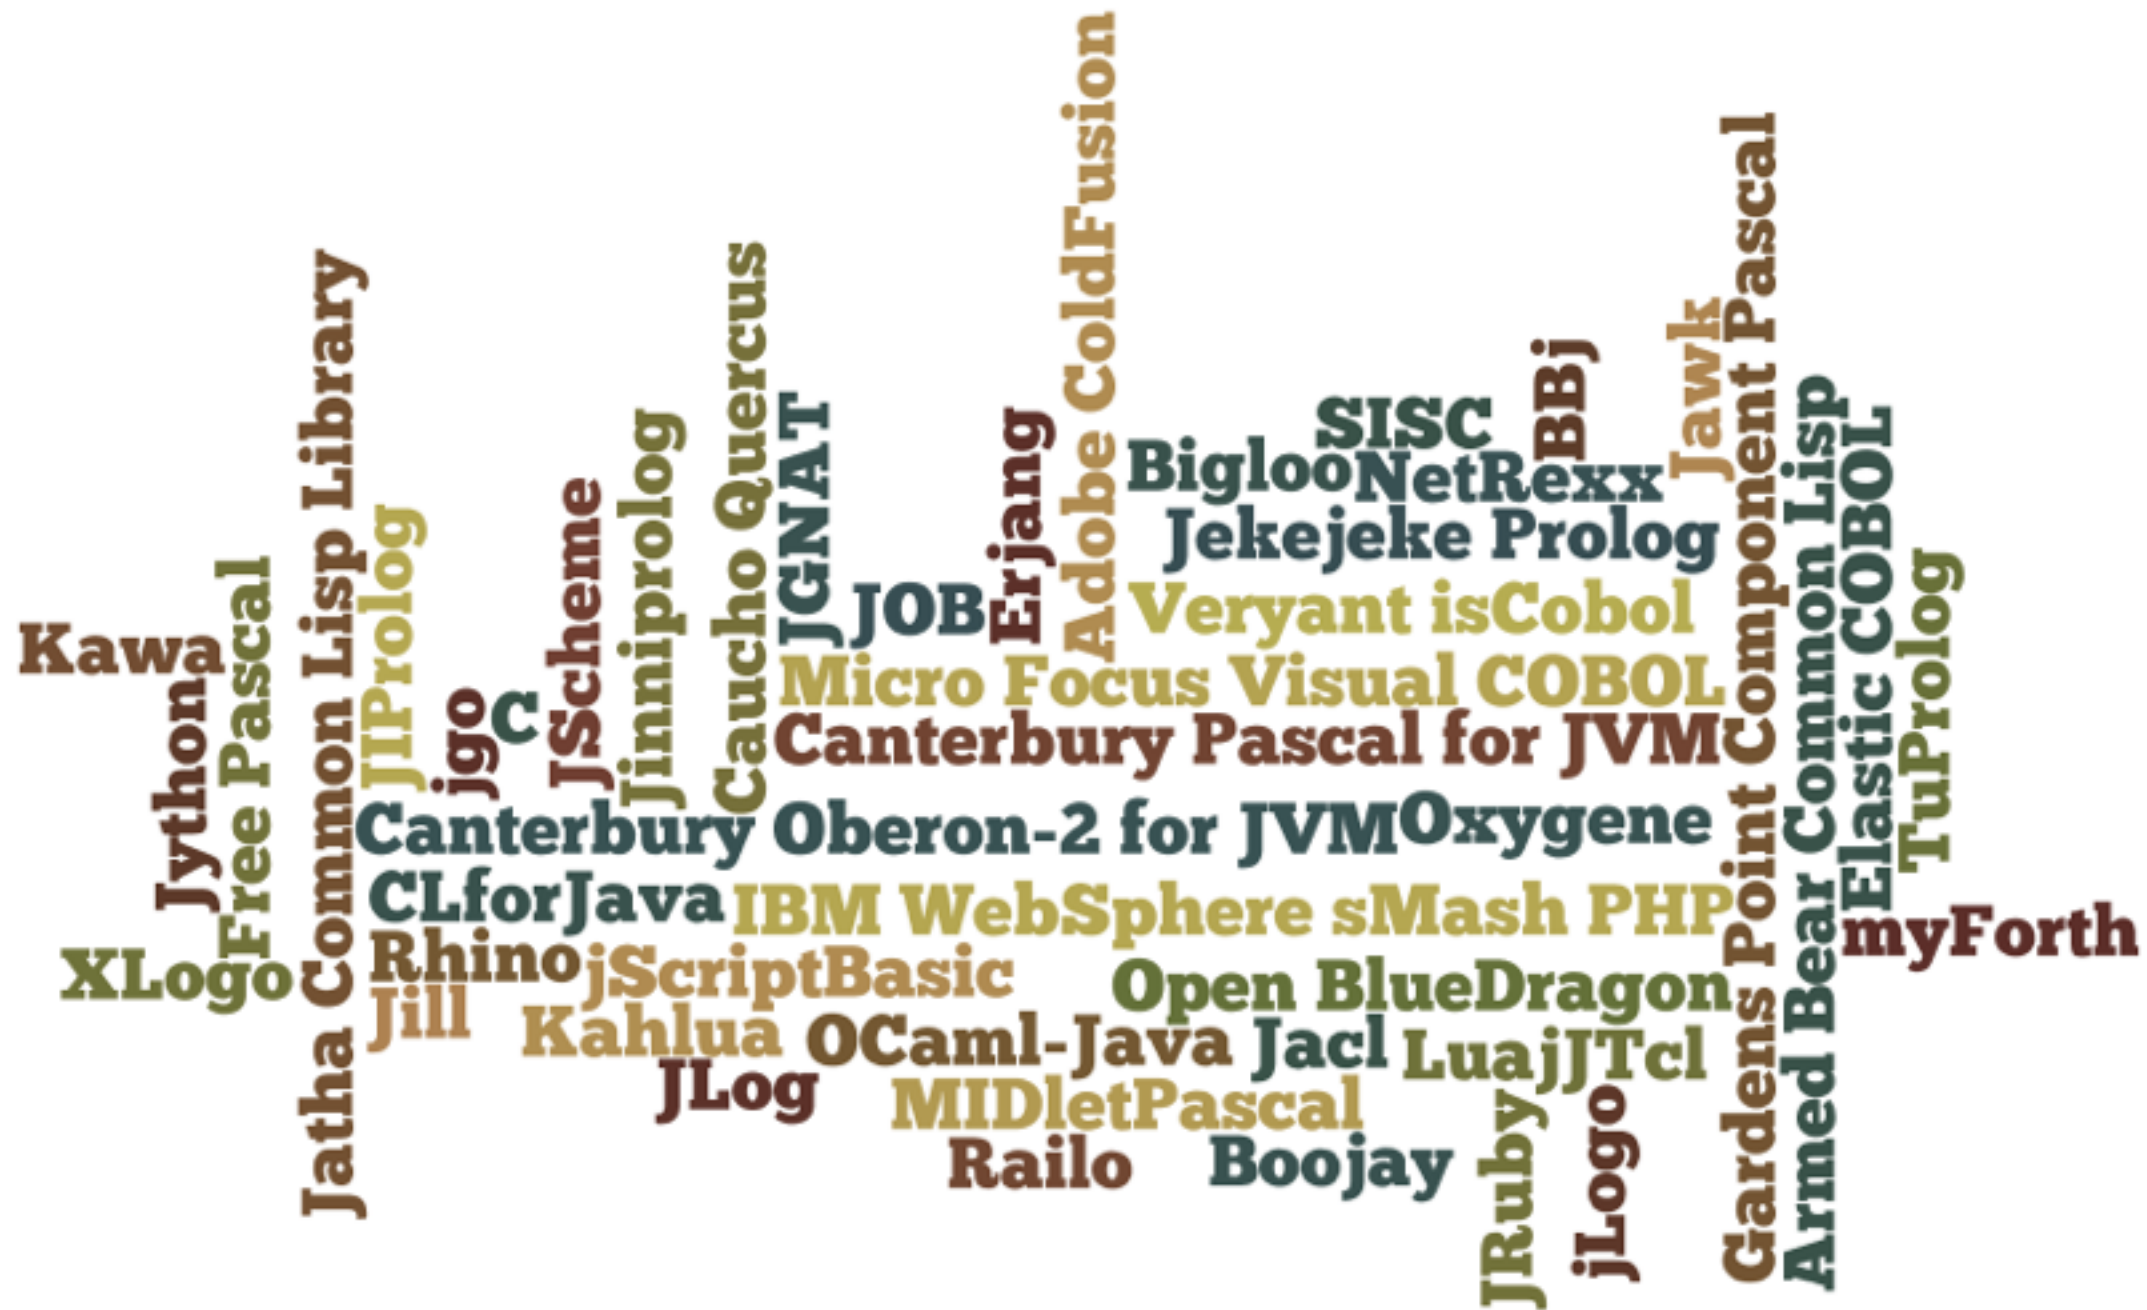 Adobe ColdFusion
Gardens Point Component Pascal
Caucho Quercus
Jatha Common Lisp Library
Jawk
BBj
Armed Bear Common Lisp
JGNAT
SISC
Elastic COBOL
Erjang
Jinniprolog
Bigloo
NetRexx
JScheme
JIProlog
Jekejeke Prolog
TuProlog
Free Pascal
JOB
Veryant isCobol
Kawa
Micro Focus Visual COBOL
Jython
jgo
C
Canterbury Pascal for JVM
Canterbury Oberon-2 for JVM
Oxygene
CLforJava
IBM WebSphere sMash PHP
myForth
Rhino
jScriptBasic
XLogo
Open BlueDragon
Jill
Kahlua
OCaml-Java
Jacl
Luaj
JTcl
JLog
MIDletPascal
JRuby
jLogo
Railo
Boojay